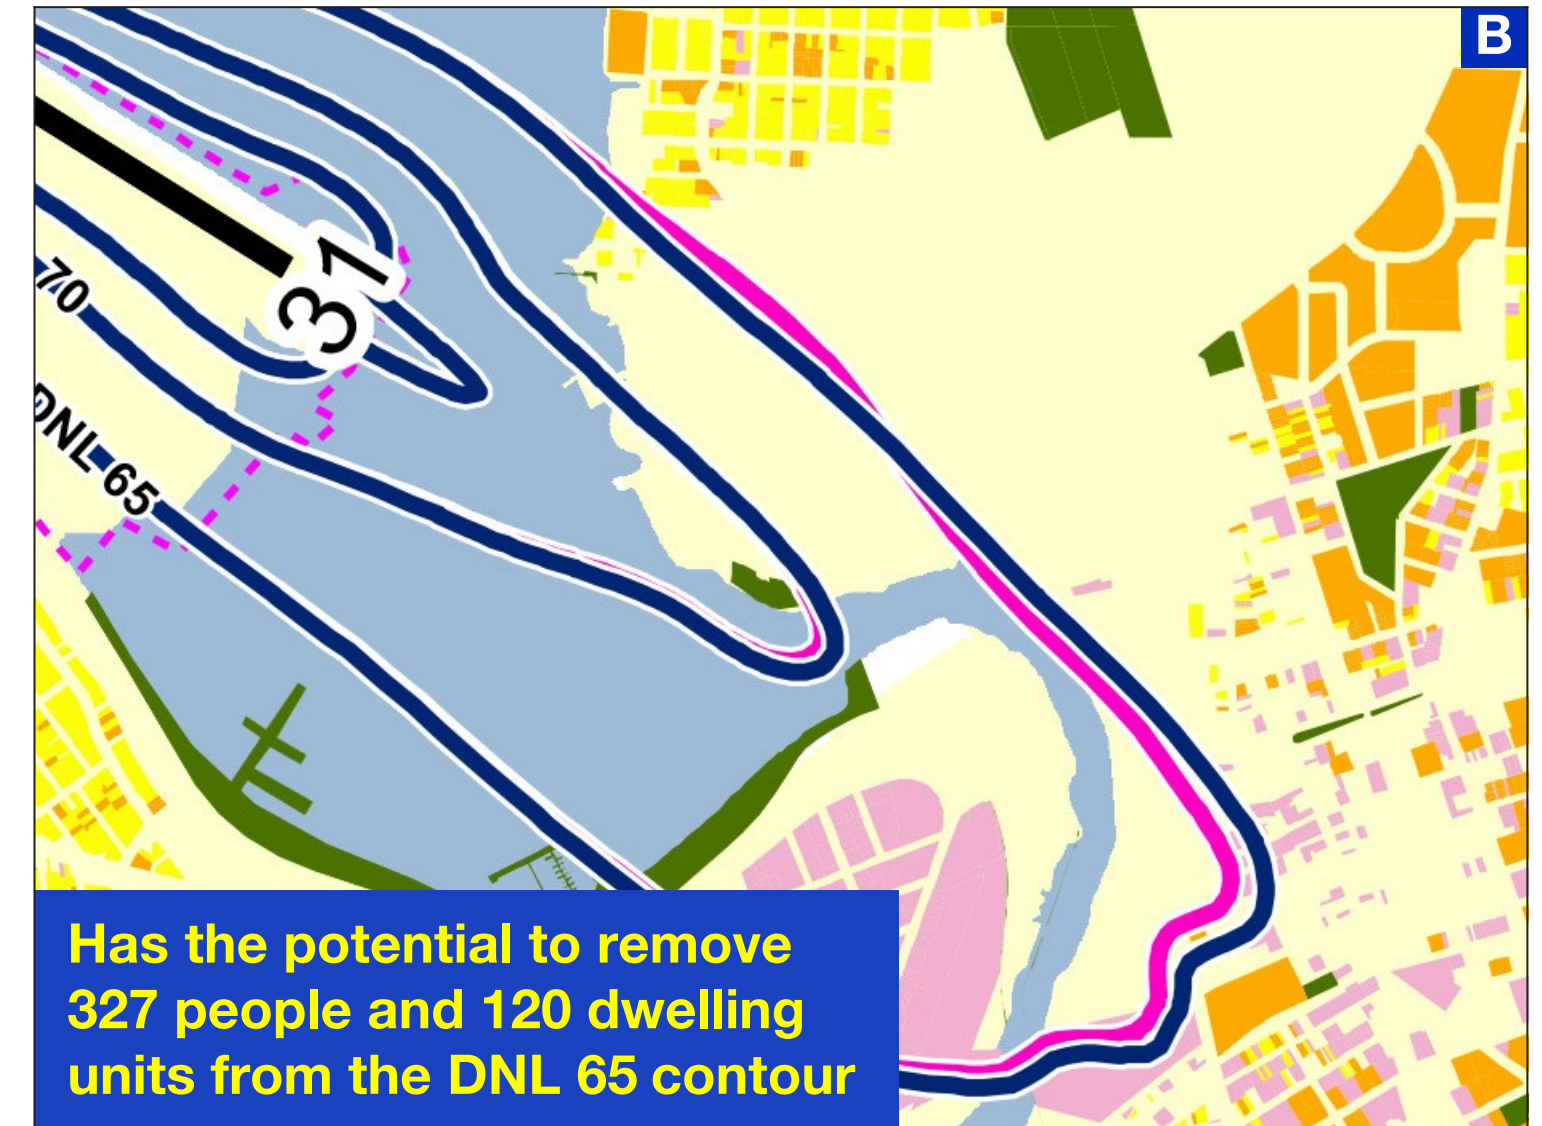 B
31
70
DNL 65
Has the potential to remove
327 people and 120 dwelling
units from the DNL 65 contour